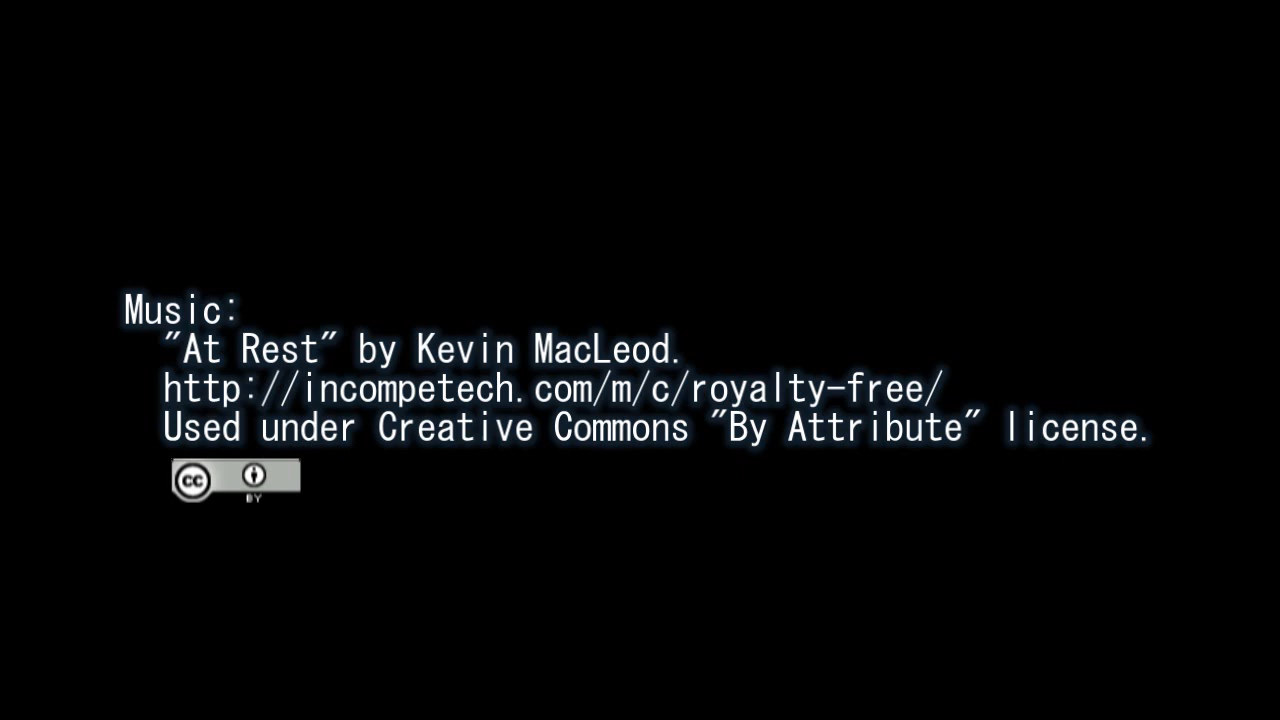 Music:
"At Rest" by Kevin MacLeod.
http://incompetech.com/m/c/royalty-free/
Used under Creative Commons "By Attribute" license.
cc
BY